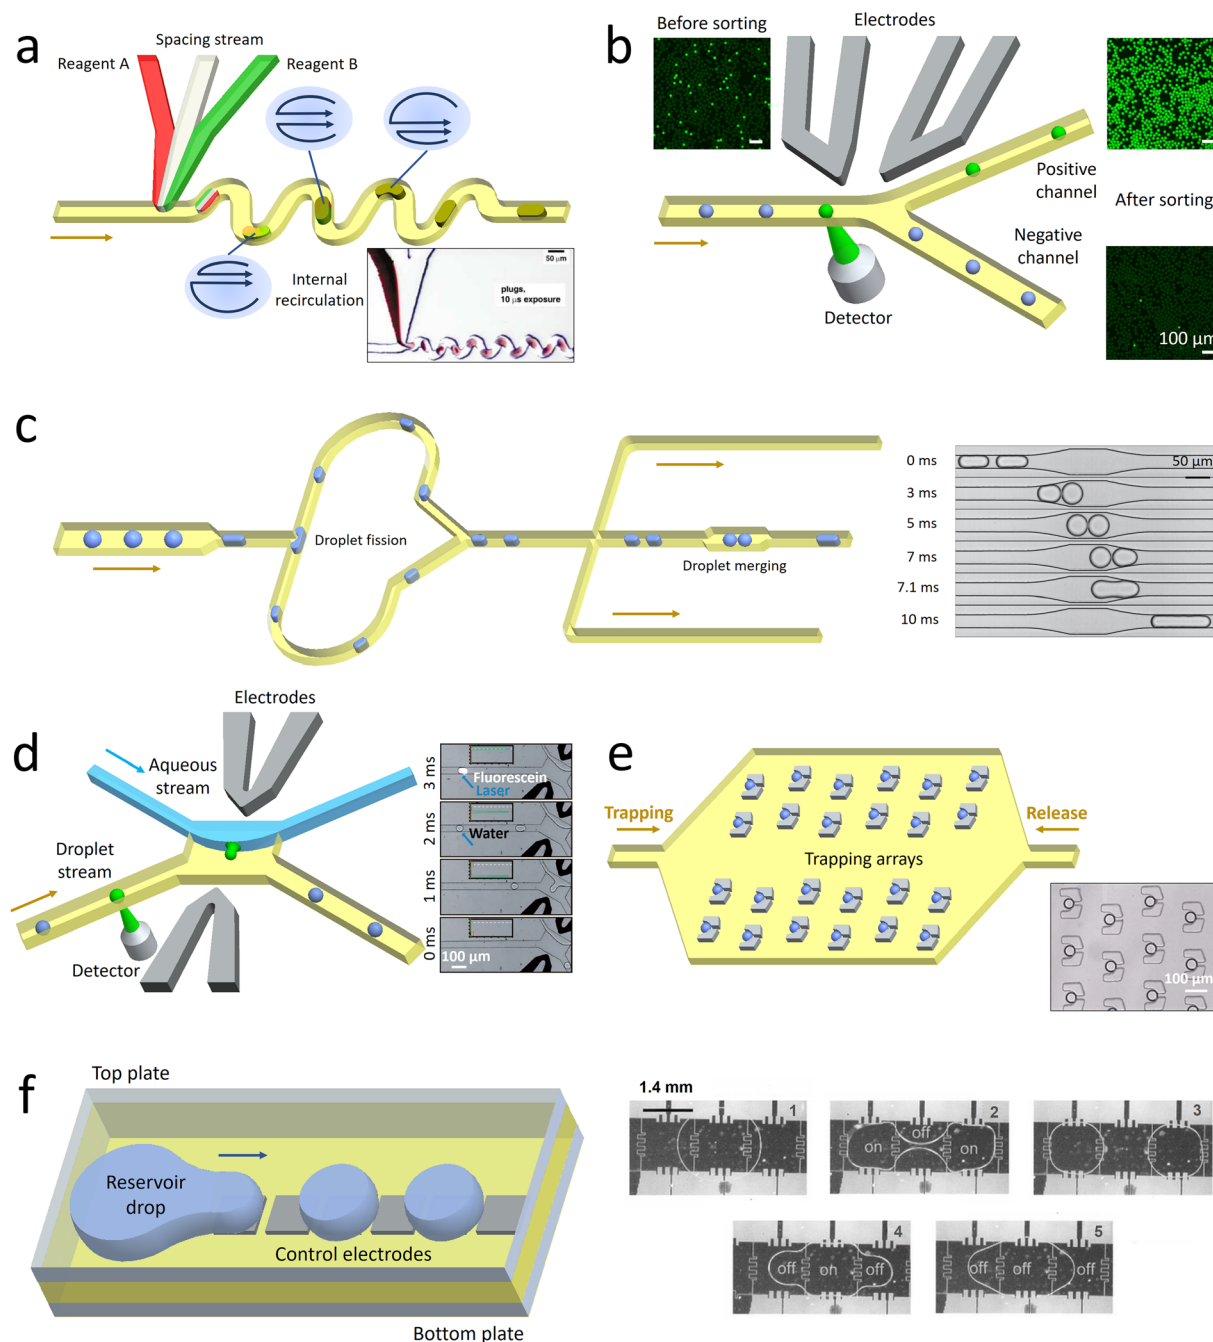 a
Spacing stream
Reagent A
Reagent B
Internal
recirculation
50 µm
plugs,
10 µs exposure
b
Before sorting
Electrodes
Positive
channel
After sorting
Negative
channel
Detector
100 µm
c
Droplet fission
Droplet merging
0 ms
50 µm
3 ms
5 ms
7 ms
7.1 ms
10 ms
d
Electrodes
Aqueous
stream
Droplet
stream
Detector
3 ms
Fluorescein
Laser
2 ms
Water
1 ms
0 ms
100 µm
e
Trapping
Release
Trapping arrays
100 µm
f
Top plate
Reservoir
drop
Control electrodes
Bottom plate
1.4 mm
1
2
off
on
on
3
4
off
on
off
5
off
off
off